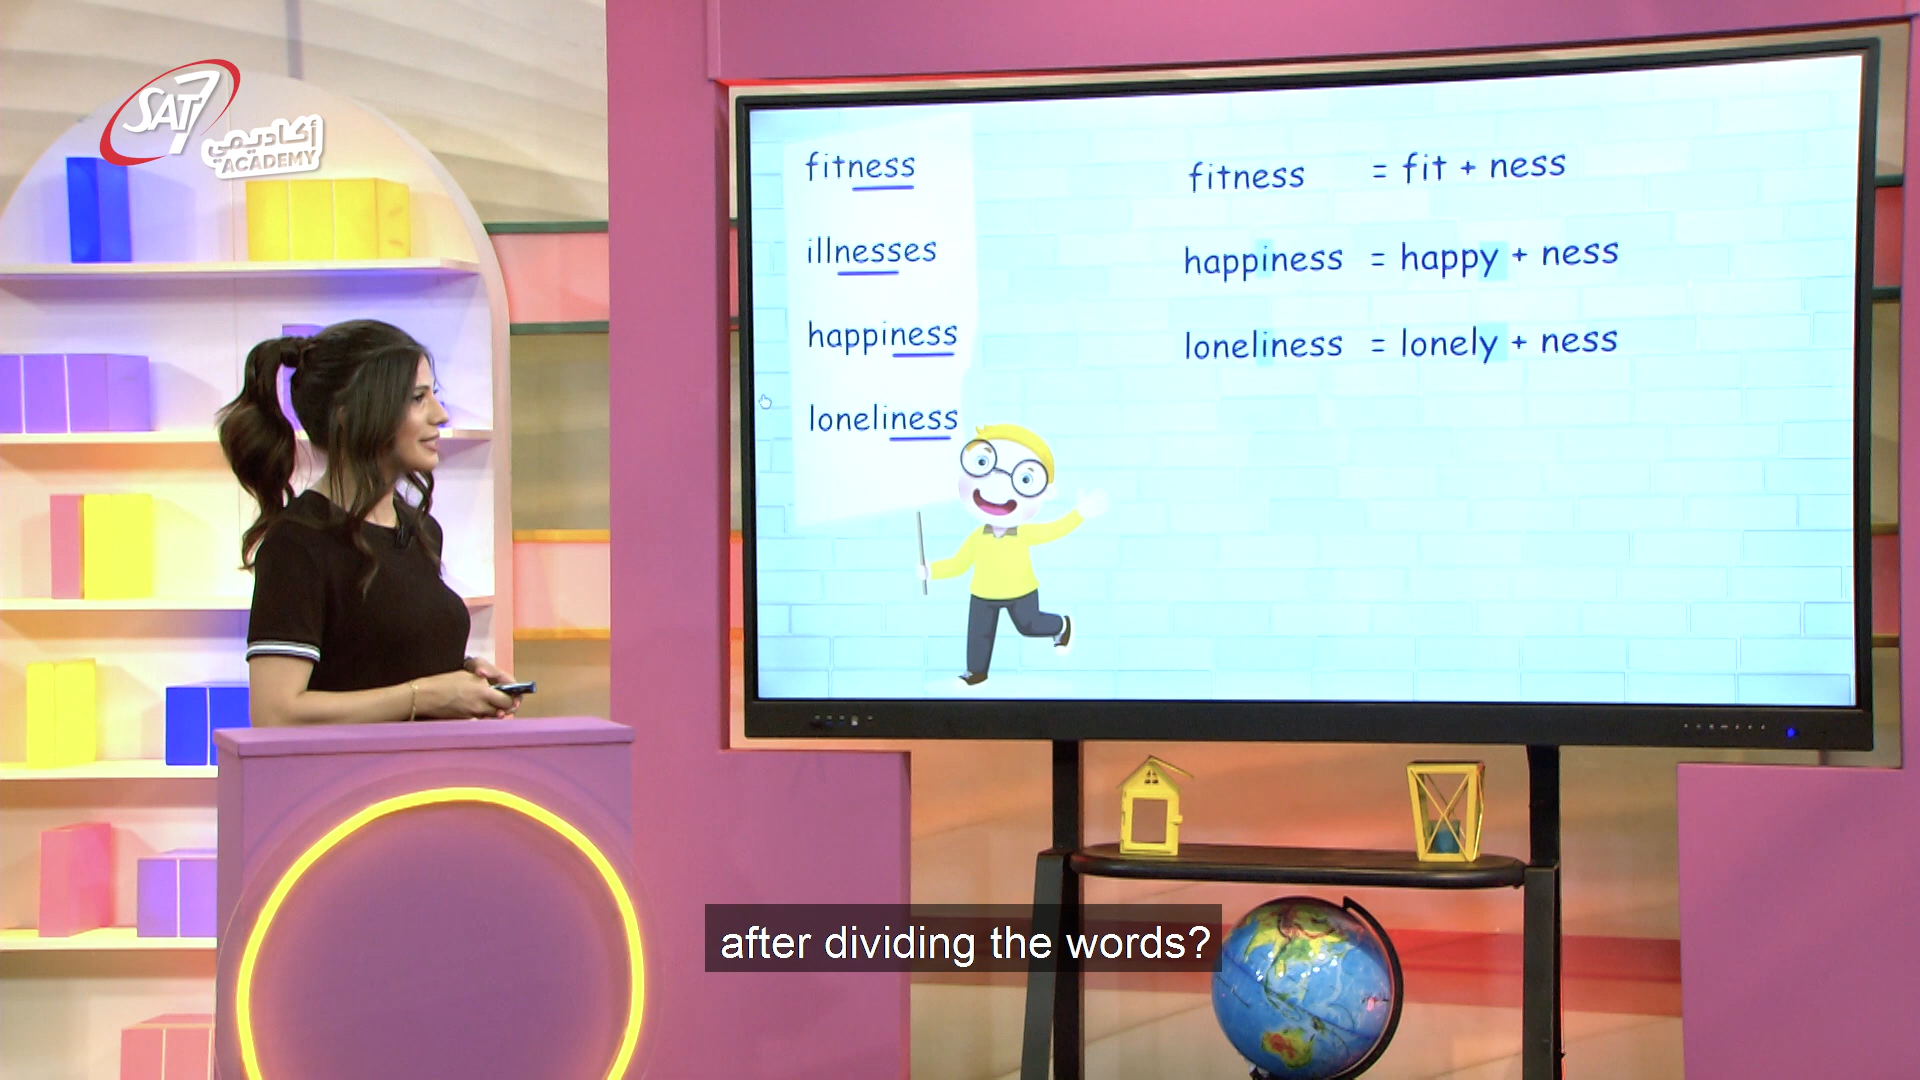 SAT7
أكاديمي
ACADEMY
fitness
illnesses
happiness
loneliness
fitness = fit + ness
happiness = happy + ness
loneliness = lonely + ness
after dividing the words?